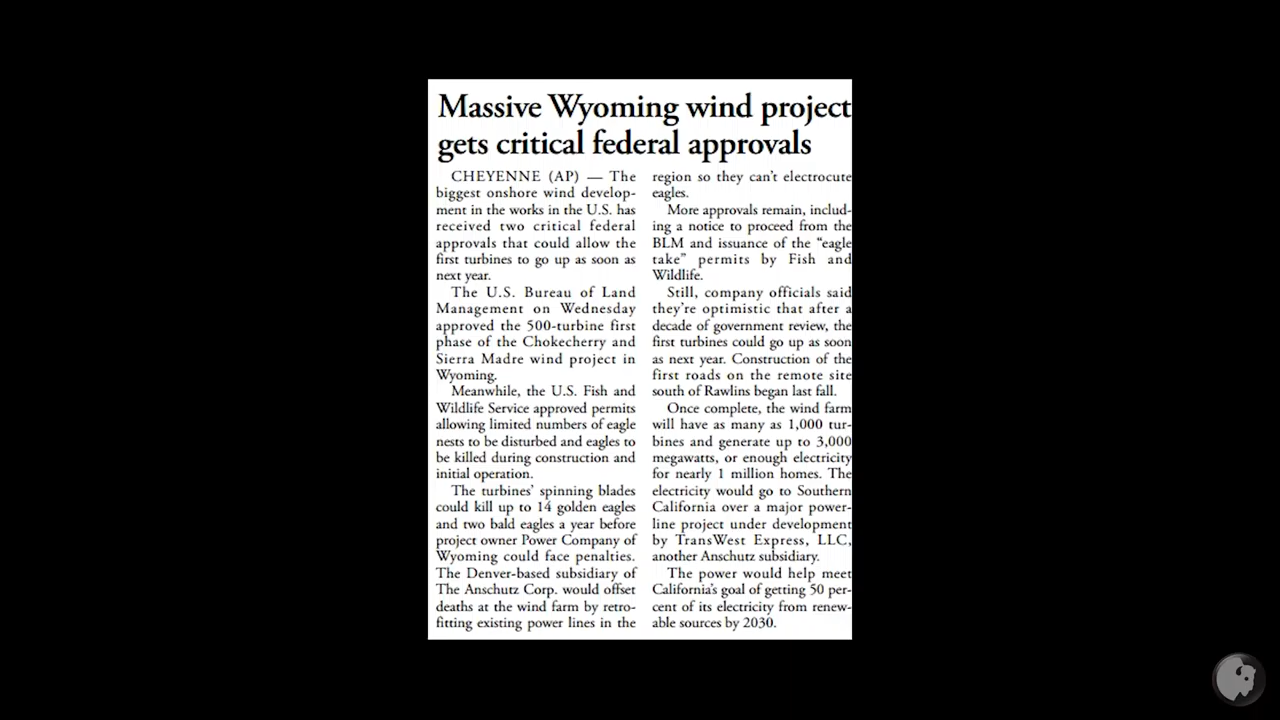 Massive Wyoming wind project
gets critical federal approvals
CHEYENNE (AP) — The
biggest onshore wind develop-
ment in the works in the U.S. has
received two critical federal
approvals that could allow the
first turbines to go up as soon as
next year.
The U.S. Bureau of Land
Management on Wednesday
approved the 500-turbine first
phase of the Chokecherry and
Sierra Madre wind project in
Wyoming.
Meanwhile, the U.S. Fish and
Wildlife Service approved permits
allowing limited numbers of eagle
nests to be disturbed and eagles to
be killed during construction and
initial operation.
The turbines' spinning blades
could kill up to 14 golden eagles
and two bald eagles a year before
project owner Power Company of
Wyoming could face penalties.
The Denver-based subsidiary of
The Anschutz Corp. would offset
deaths at the wind farm by retro-
fitting existing power lines in the
region so they can't electrocute
eagles.
More approvals remain, includ-
ing a notice to proceed from the
BLM and issuance of the “eagle
take” permits by Fish and
Wildlife.
Still, company officials said
they're optimistic that after a
decade of government review, the
first turbines could go up as soon
as next year. Construction of the
first roads on the remote site
south of Rawlins began last fall.
Once complete, the wind farm
will have as many as 1,000 tur-
bines and generate up to 3,000
megawatts, or enough electricity
for nearly 1 million homes. The
electricity would go to Southern
California over a major power-
line project under development
by TransWest Express, LLC,
another Anschutz subsidiary.
The power would help meet
California's goal of getting 50 per-
cent of its electricity from renew-
able sources by 2030.